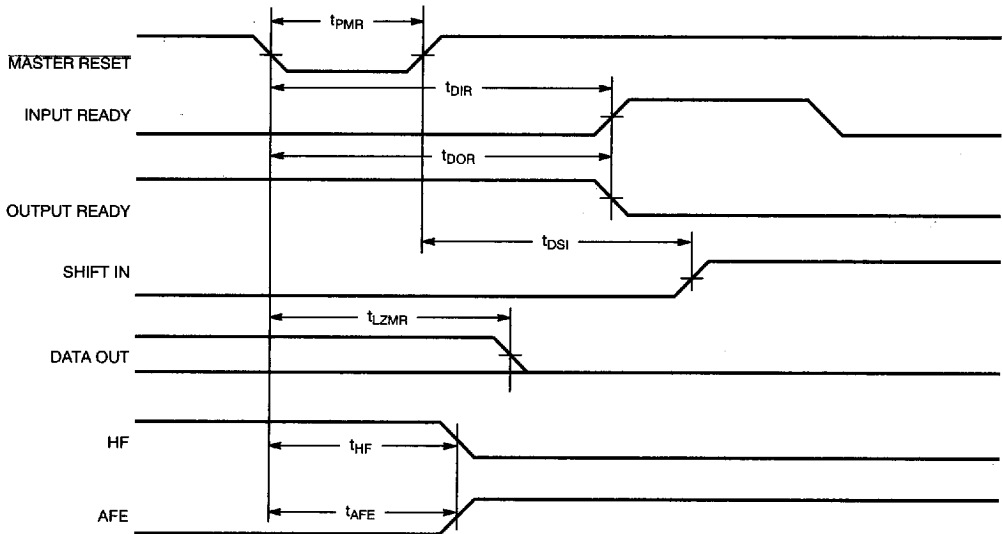 tPMR
MASTER RESET
tDIR
INPUT READY
tDOR
OUTPUT READY
tDSI
SHIFT IN
tLZMR
DATA OUT
HF
tHF
AFE
tAFE